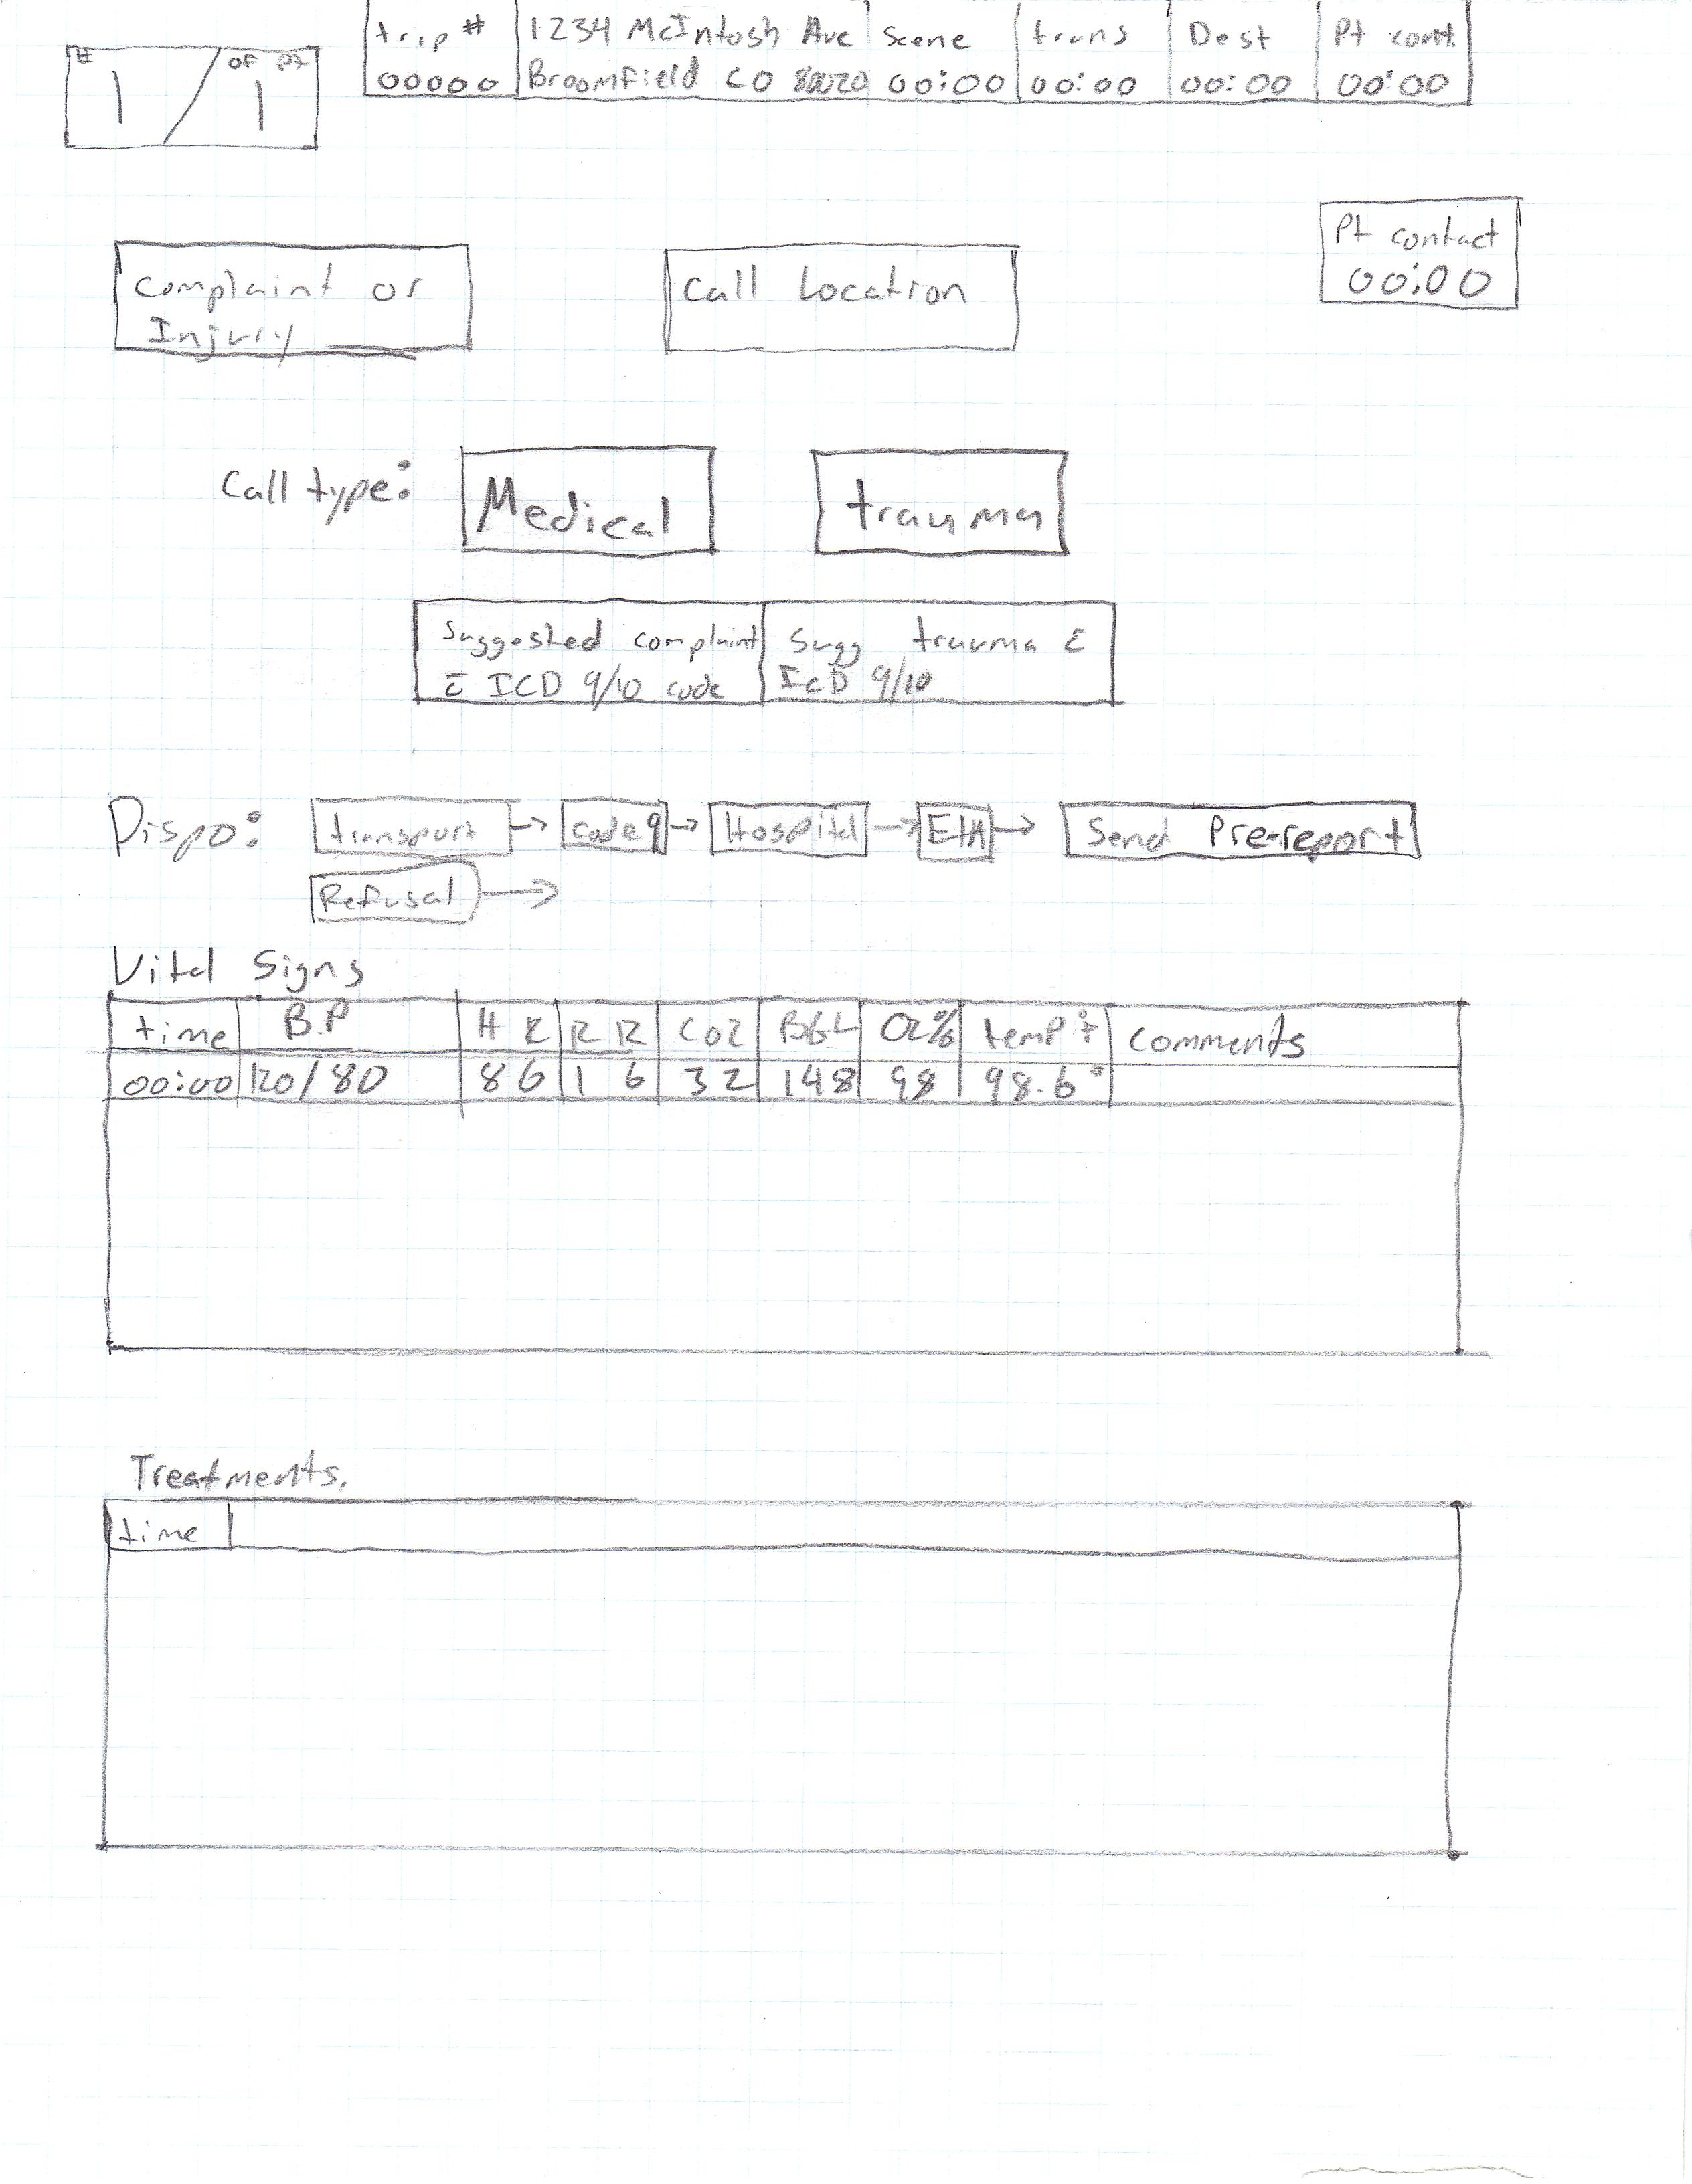 # 1 / of pt 1
trip # 1234 McIntosh Ave Scene trans Dest Pt cont.
00000 Broomfield CO 80020 00:00 00:00 00:00 00:00
Pt contact
00:00
Complaint or
Injury
Call Location
Call type: Medical trauma
Suggested complaint
c̄ ICD 9/10 code
Sugg trauma c̄
ICD 9/10
Dispo: transport → code → Hospital → ETA → Send Pre-report
Refusal →
Vital Signs
time B.P HR RR CO2 BGL O2% temp comments
00:00 120/80 86 16 32 148 98 98.6°
Treatments.
time